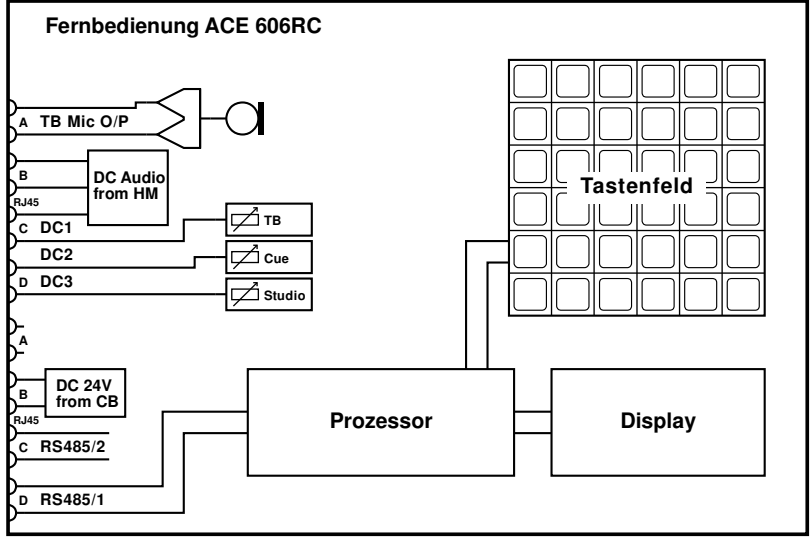 Fernbedienung ACE 606RC
A TB Mic O/P
B
DC Audio
from HM
RJ45
C DC1
TB
DC2
Cue
D DC3
Studio
Tastenfeld
A
B
DC 24V
from CB
RJ45
C RS485/2
D RS485/1
Prozessor
Display